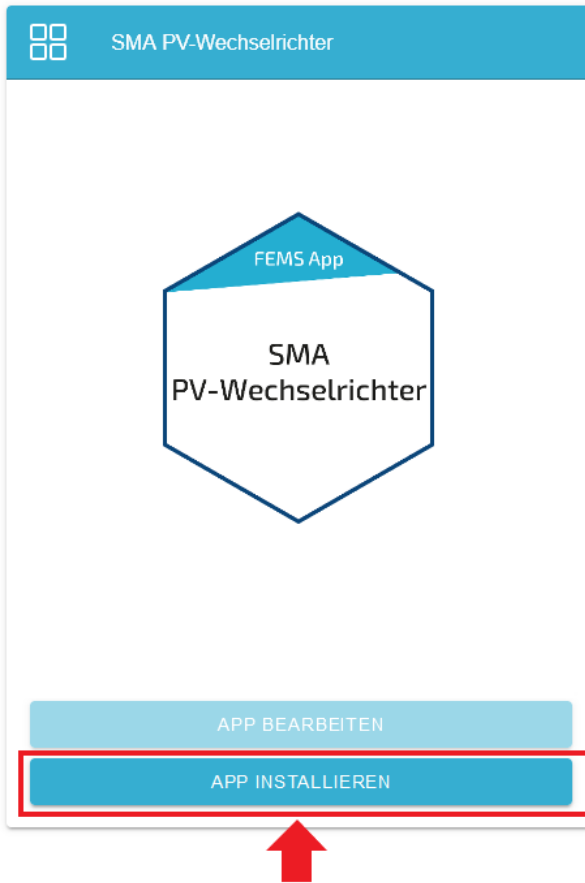 SMA PV-Wechselrichter
FEMS App
SMA
PV-Wechselrichter
APP BEARBEITEN
APP INSTALLIEREN